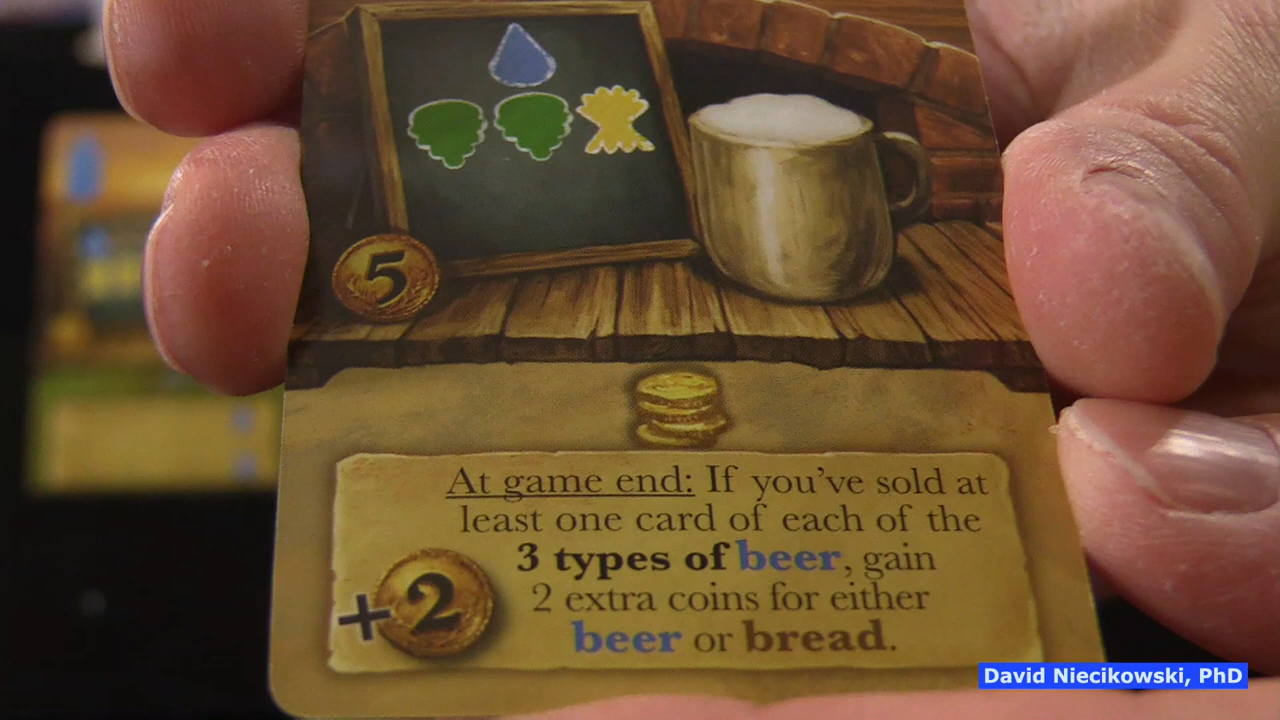 5
At game end: If you've sold at
least one card of each of the
3 types of beer, gain
2 extra coins for either
beer or bread.
+2
David Niecikowski, PhD